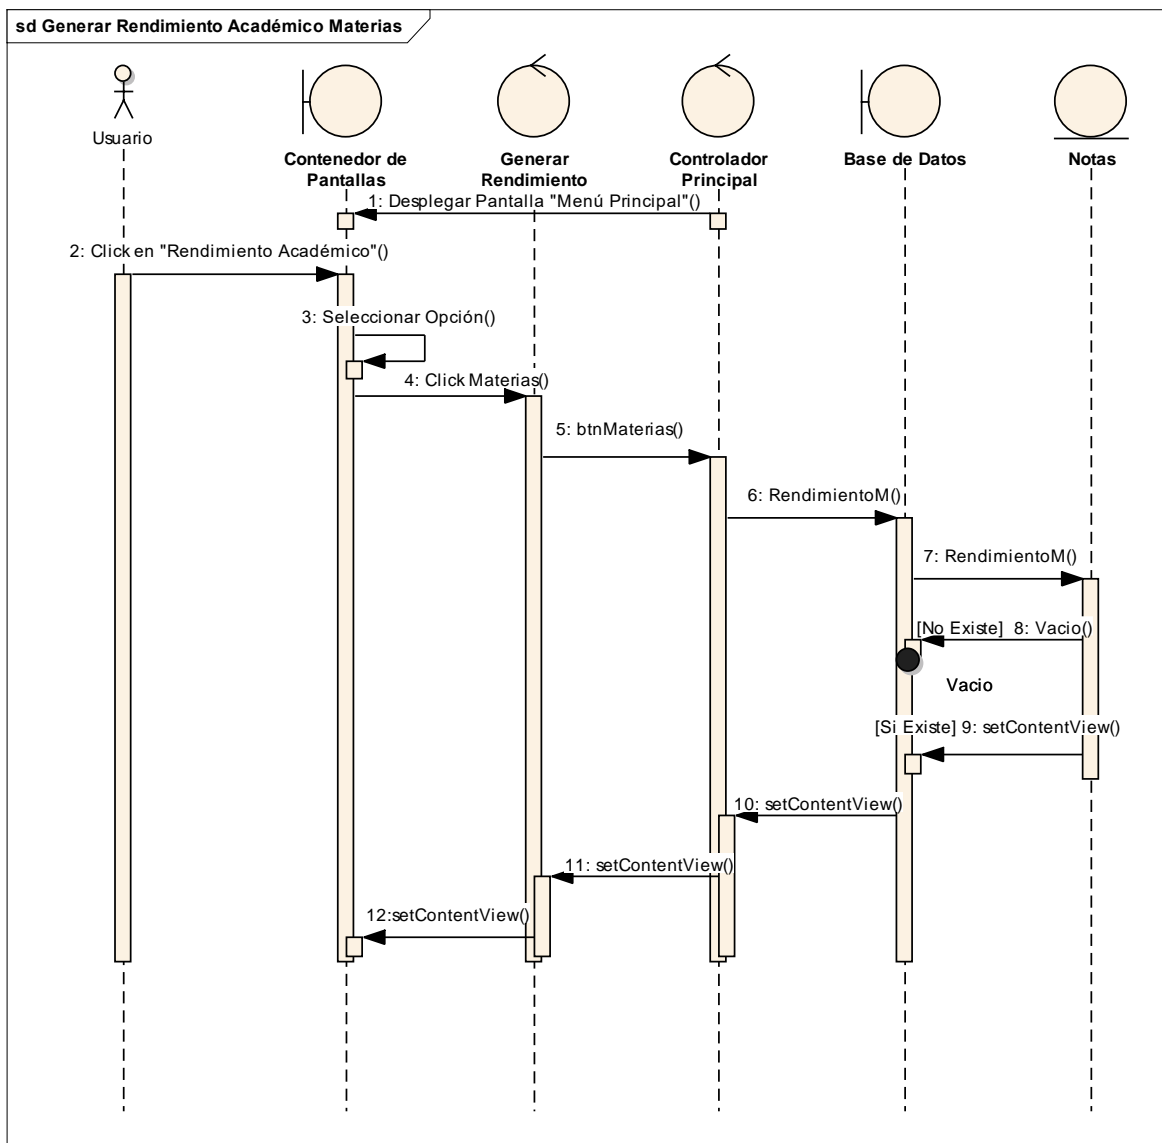 sd Generar Rendimiento Académico Materias
Usuario
Contenedor de
Pantallas
Generar
Rendimiento
Controlador
Principal
Base de Datos
Notas
1: Desplegar Pantalla "Menú Principal"()
2: Click en "Rendimiento Académico"()
3: Seleccionar Opción()
4: Click Materias()
5: btnMaterias()
6: RendimientoM()
7: RendimientoM()
[No Existe] 8: Vacio()
Vacio
[Si Existe] 9: setContentView()
10: setContentView()
11: setContentView()
12:setContentView()